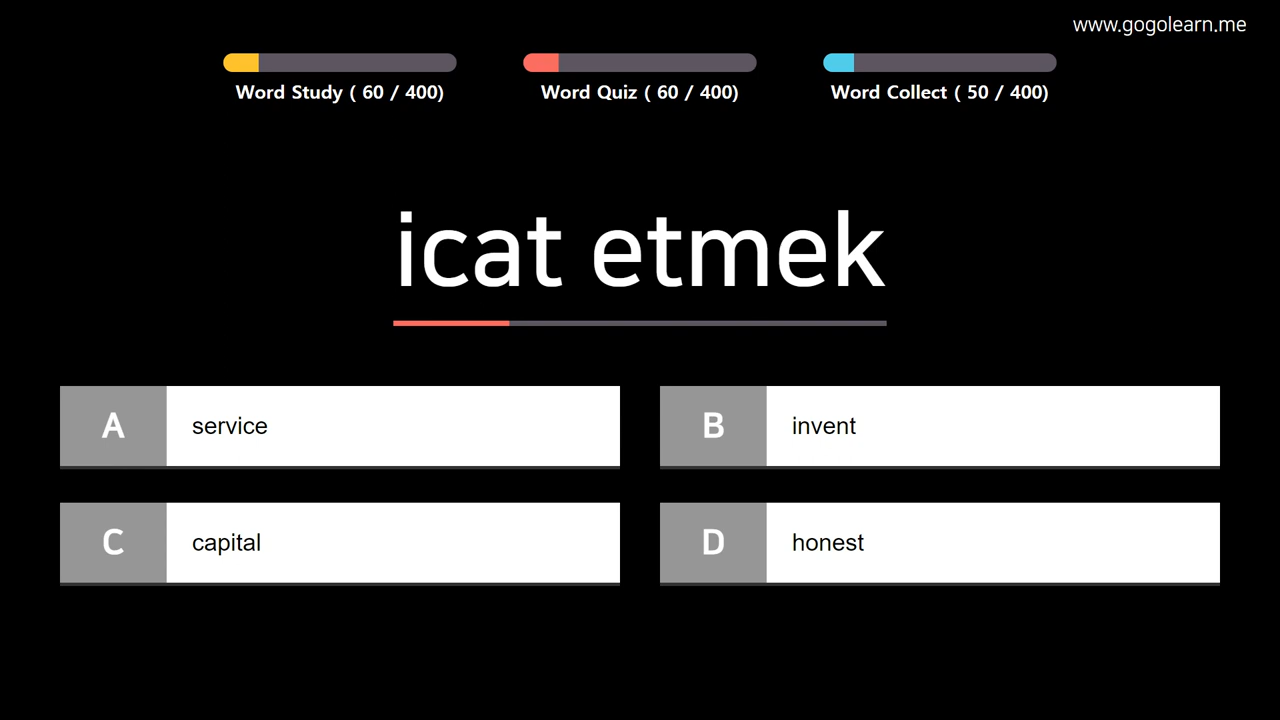 www.gogolearn.me
Word Study ( 60 / 400)
Word Quiz ( 60 / 400)
Word Collect ( 50 / 400)
icat etmek
A service
B invent
C capital
D honest